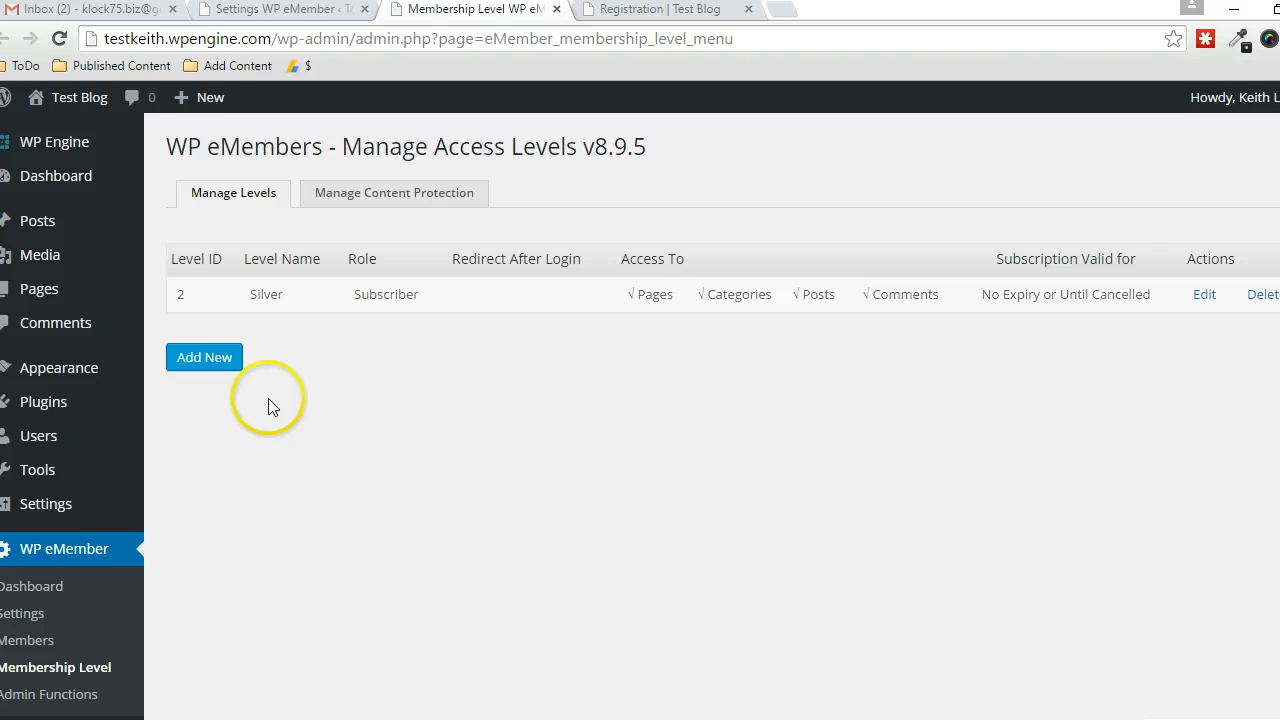 Inbox (2) - klock75.biz@g
Settings WP eMember ‹ T
Membership Level WP eM
Registration | Test Blog
testkeith.wpengine.com/wp-admin/admin.php?page=eMember_membership_level_menu
ToDo
Published Content
Add Content
$
Test Blog
0
New
Howdy, Keith L
WP Engine
Dashboard
Posts
Media
Pages
Comments
Appearance
Plugins
Users
Tools
Settings
WP eMember
Dashboard
Settings
Members
Membership Level
Admin Functions
WP eMembers - Manage Access Levels v8.9.5
Manage Levels
Manage Content Protection
Level ID Level Name Role Redirect After Login Access To Subscription Valid for Actions
2 Silver Subscriber √ Pages √ Categories √ Posts √ Comments No Expiry or Until Cancelled Edit Delet
Add New